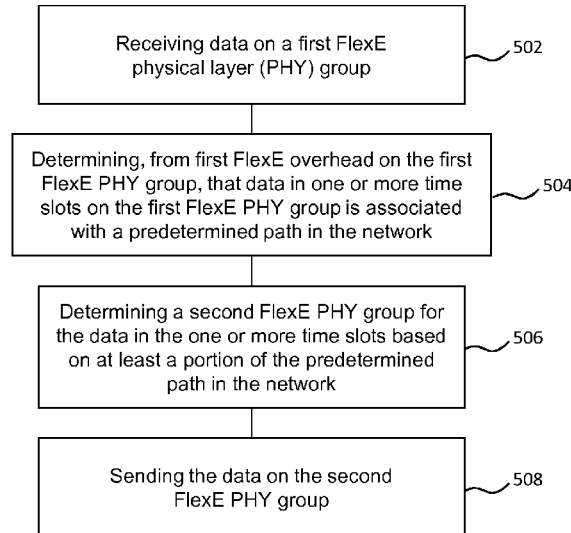 Receiving data on a first FlexE
physical layer (PHY) group
502
Determining, from first FlexE overhead on the first
FlexE PHY group, that data in one or more time
slots on the first FlexE PHY group is associated
with a predetermined path in the network
504
Determining a second FlexE PHY group for
the data in the one or more time slots based
on at least a portion of the predetermined
path in the network
506
Sending the data on the second
FlexE PHY group
508